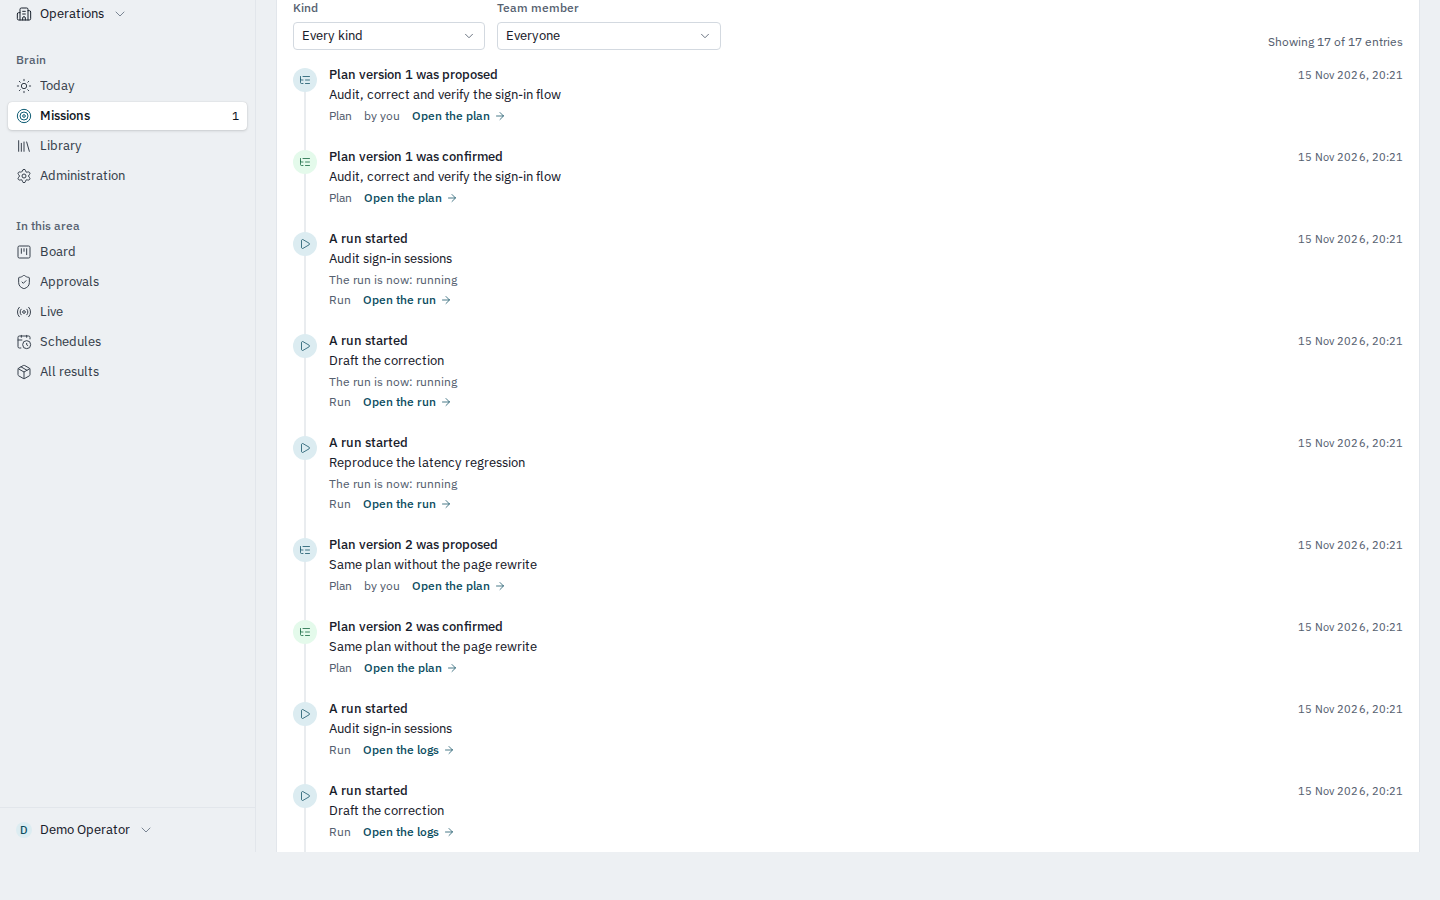 Operations
Brain
Today
Missions 1
Library
Administration
In this area
Board
Approvals
Live
Schedules
All results
D Demo Operator
Kind
Every kind
Team member
Everyone
Showing 17 of 17 entries
Plan version 1 was proposed 15 Nov 2026, 20:21
Audit, correct and verify the sign-in flow
Plan by you Open the plan →
Plan version 1 was confirmed 15 Nov 2026, 20:21
Audit, correct and verify the sign-in flow
Plan Open the plan →
A run started 15 Nov 2026, 20:21
Audit sign-in sessions
The run is now: running
Run Open the run →
A run started 15 Nov 2026, 20:21
Draft the correction
The run is now: running
Run Open the run →
A run started 15 Nov 2026, 20:21
Reproduce the latency regression
The run is now: running
Run Open the run →
Plan version 2 was proposed 15 Nov 2026, 20:21
Same plan without the page rewrite
Plan by you Open the plan →
Plan version 2 was confirmed 15 Nov 2026, 20:21
Same plan without the page rewrite
Plan Open the plan →
A run started 15 Nov 2026, 20:21
Audit sign-in sessions
Run Open the logs →
A run started 15 Nov 2026, 20:21
Draft the correction
Run Open the logs →